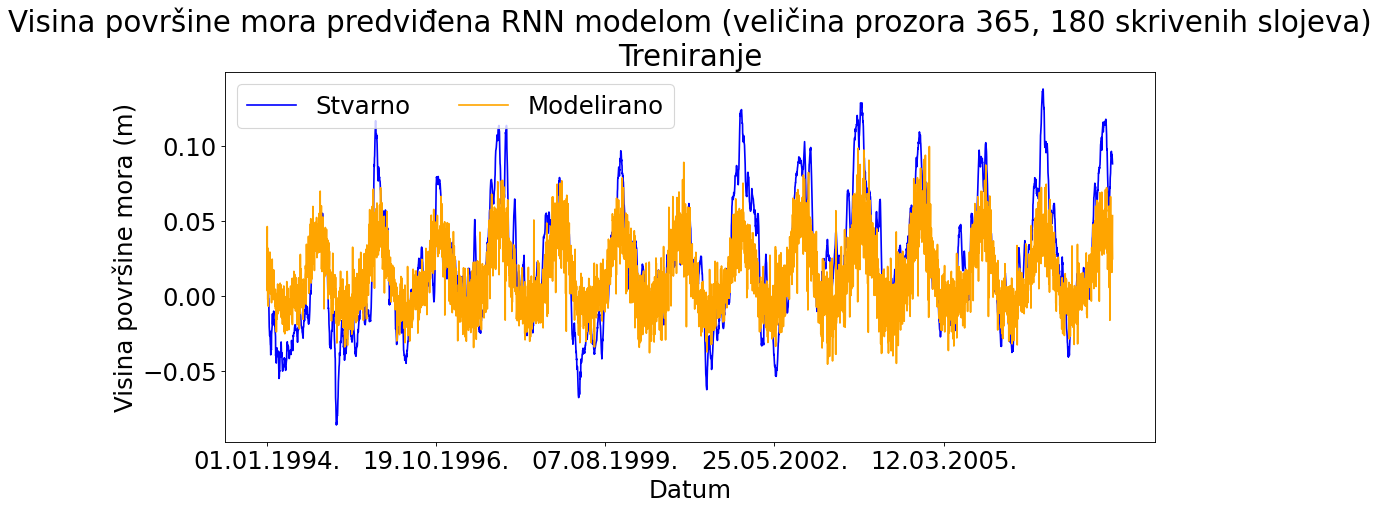 Visina površine mora predviđena RNN modelom (veličina prozora 365, 180 skrivenih slojeva)
Treniranje
Stvarno Modelirano
Visina površine mora (m)
0.10
0.05
0.00
−0.05
01.01.1994. 19.10.1996. 07.08.1999. 25.05.2002. 12.03.2005.
Datum